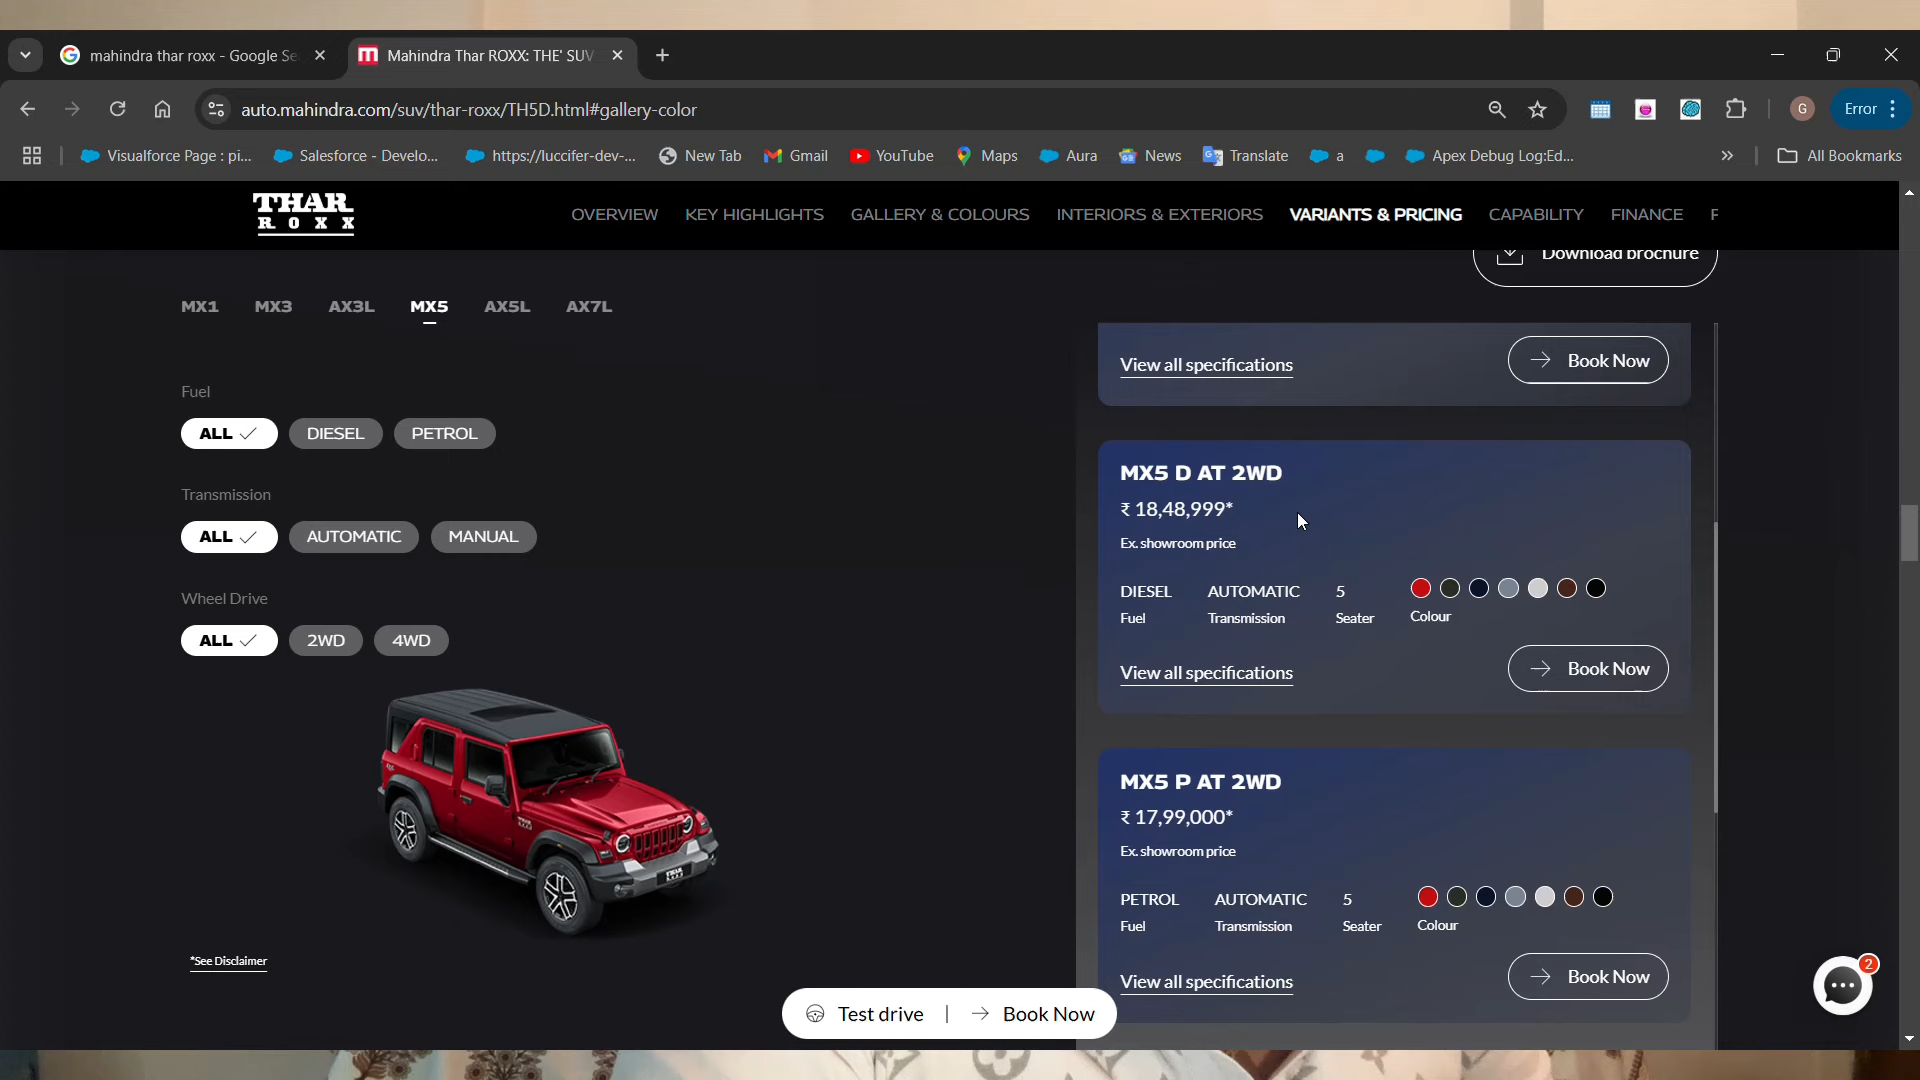 mahindra thar roxx - Google Se
Mahindra Thar ROXX: THE' SUV
auto.mahindra.com/suv/thar-roxx/TH5D.html#gallery-color
G
Error
Visualforce Page : pi...
Salesforce - Develo...
https://luccifer-dev-...
New Tab
Gmail
YouTube
Maps
Aura
News
Translate
a
Apex Debug Log:Ed...
All Bookmarks
THAR
ROXX
OVERVIEW
KEY HIGHLIGHTS
GALLERY & COLOURS
INTERIORS & EXTERIORS
VARIANTS & PRICING
CAPABILITY
FINANCE
Download brochure
MX1
MX3
AX3L
MX5
AX5L
AX7L
Fuel
ALL
DIESEL
PETROL
Transmission
ALL
AUTOMATIC
MANUAL
Wheel Drive
ALL
2WD
4WD
*See Disclaimer
View all specifications
Book Now
MX5 D AT 2WD
₹ 18,48,999*
Ex. showroom price
DIESEL
AUTOMATIC
5
Fuel
Transmission
Seater
Colour
View all specifications
Book Now
MX5 P AT 2WD
₹ 17,99,000*
Ex. showroom price
PETROL
AUTOMATIC
5
Fuel
Transmission
Seater
Colour
View all specifications
Book Now
Test drive | Book Now
2